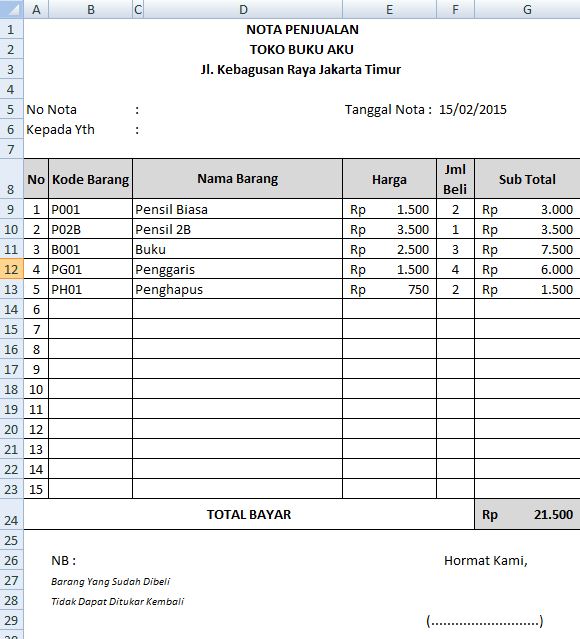 A B C D E F G
1 NOTA PENJUALAN
2 TOKO BUKU AKU
3 Jl. Kebagusan Raya Jakarta Timur
4
5 No Nota : Tanggal Nota : 15/02/2015
6 Kepada Yth :
7
8 No Kode Barang Nama Barang Harga Jml Beli Sub Total
9 1 P001 Pensil Biasa Rp 1.500 2 Rp 3.000
10 2 P02B Pensil 2B Rp 3.500 1 Rp 3.500
11 3 B001 Buku Rp 2.500 3 Rp 7.500
12 4 PG01 Penggaris Rp 1.500 4 Rp 6.000
13 5 PH01 Penghapus Rp 750 2 Rp 1.500
14 6
15 7
16 8
17 9
18 10
19 11
20 12
21 13
22 14
23 15
24 TOTAL BAYAR Rp 21.500
25
26 NB : Hormat Kami,
27 Barang Yang Sudah Dibeli
28 Tidak Dapat Ditukar Kembali
29 (...........................)